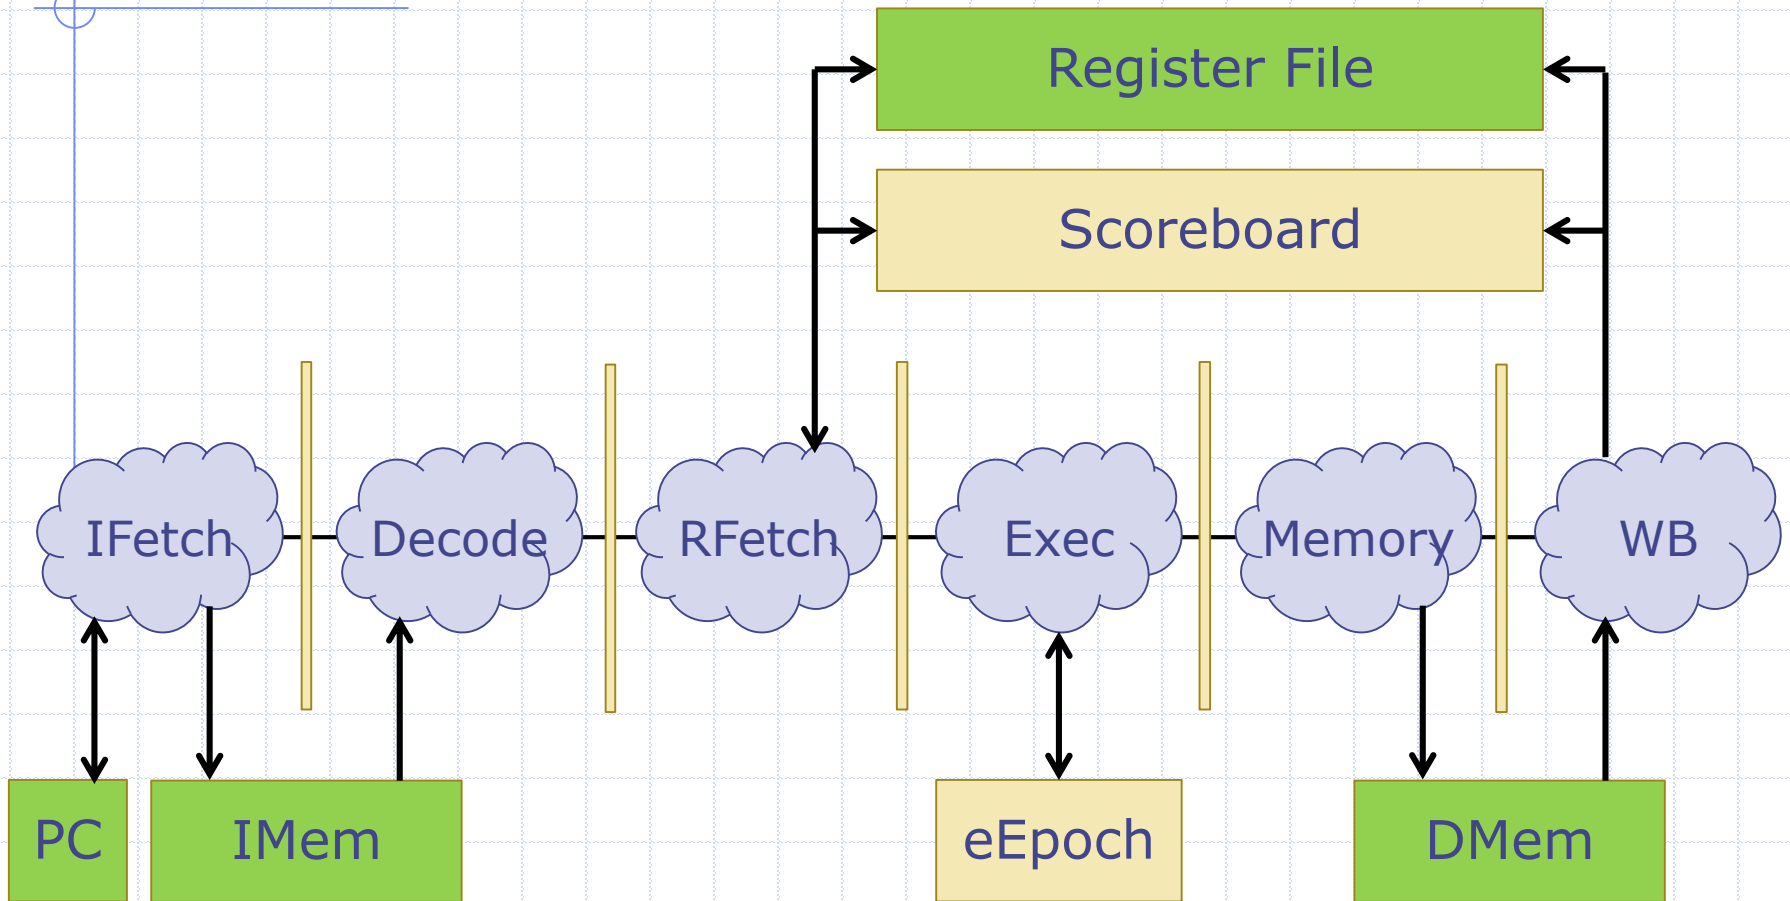 Register File
Scoreboard
IFetch
Decode
RFetch
Exec
Memory
WB
PC
IMem
eEpoch
DMem